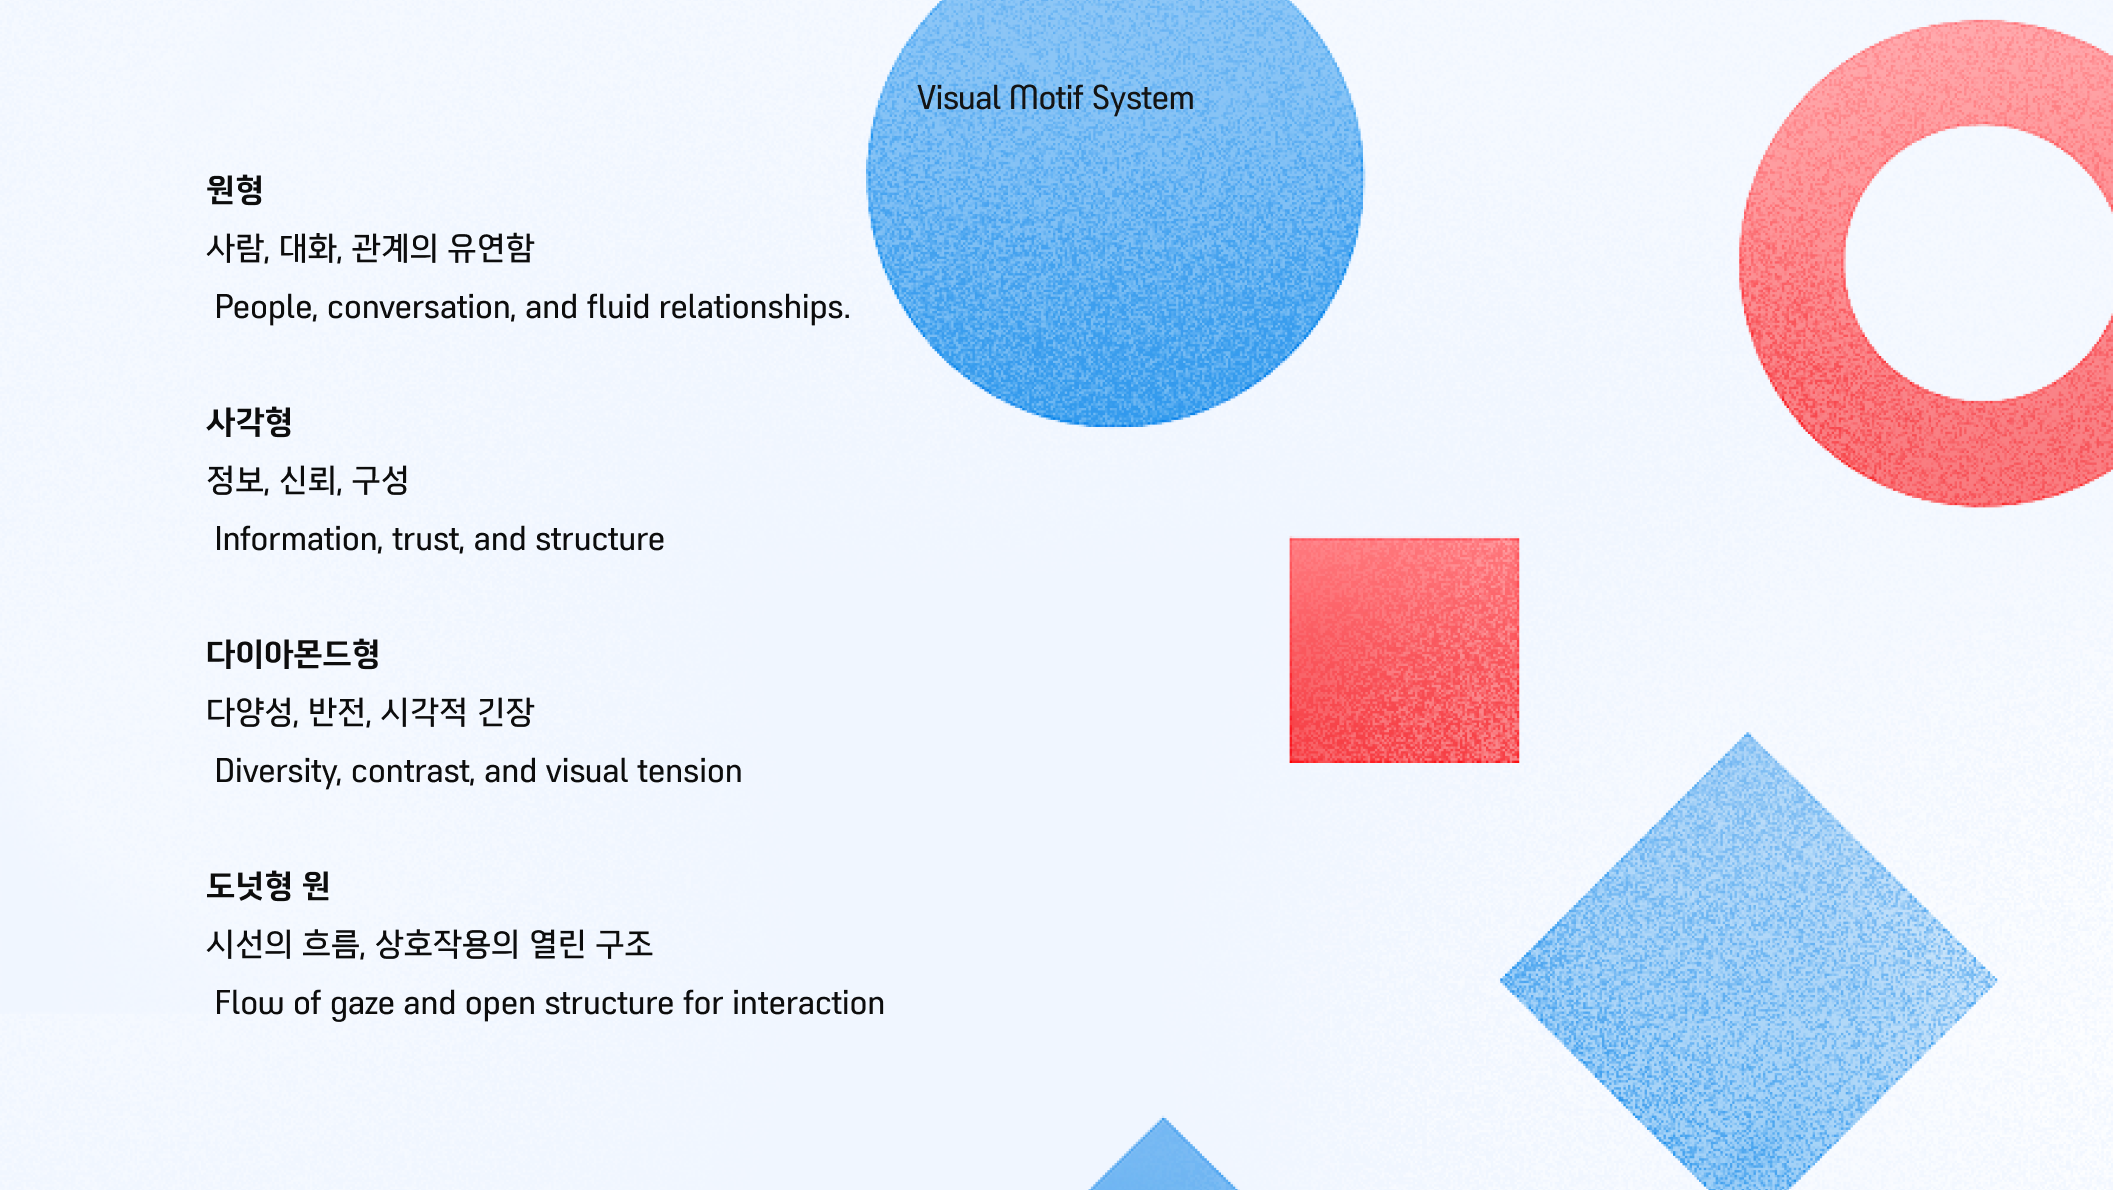 Visual Motif System
원형
사람, 대화, 관계의 유연함
People, conversation, and fluid relationships.
사각형
정보, 신뢰, 구성
Information, trust, and structure
다이아몬드형
다양성, 반전, 시각적 긴장
Diversity, contrast, and visual tension
도넛형 원
시선의 흐름, 상호작용의 열린 구조
Flow of gaze and open structure for interaction